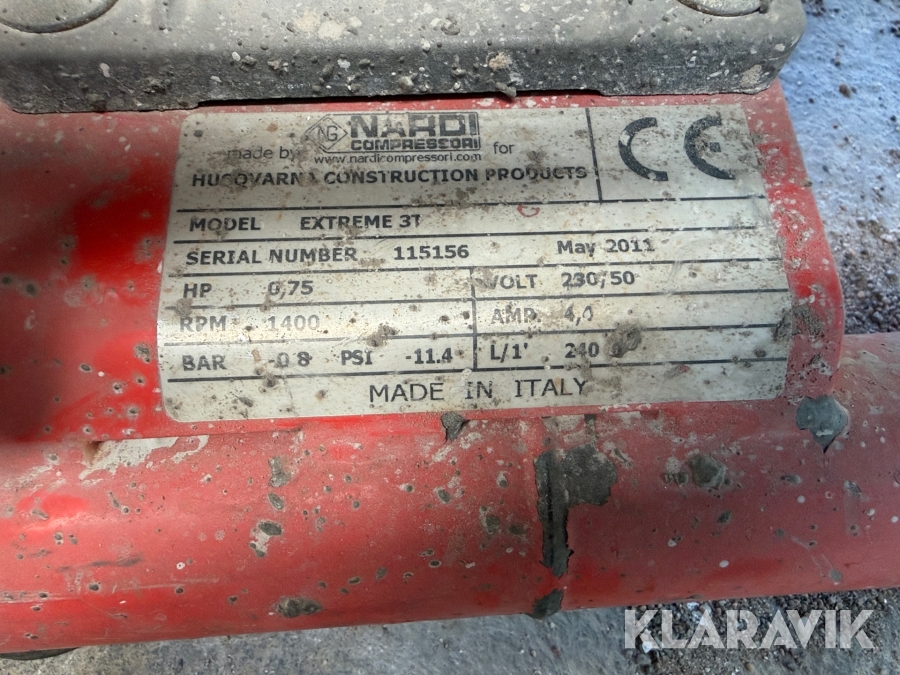 made by NG NARDI COMPRESSORI for
www.nardicompressori.com
HUSQVARNA CONSTRUCTION PRODUCTS
CE
MODEL EXTREME 3T
G
SERIAL NUMBER 115156 May 2011
HP 0,75 VOLT 230/50
RPM 1400 AMP 4,4
BAR -0 8 PSI -11.4 L/1' 240
MADE IN ITALY
KLARAVIK